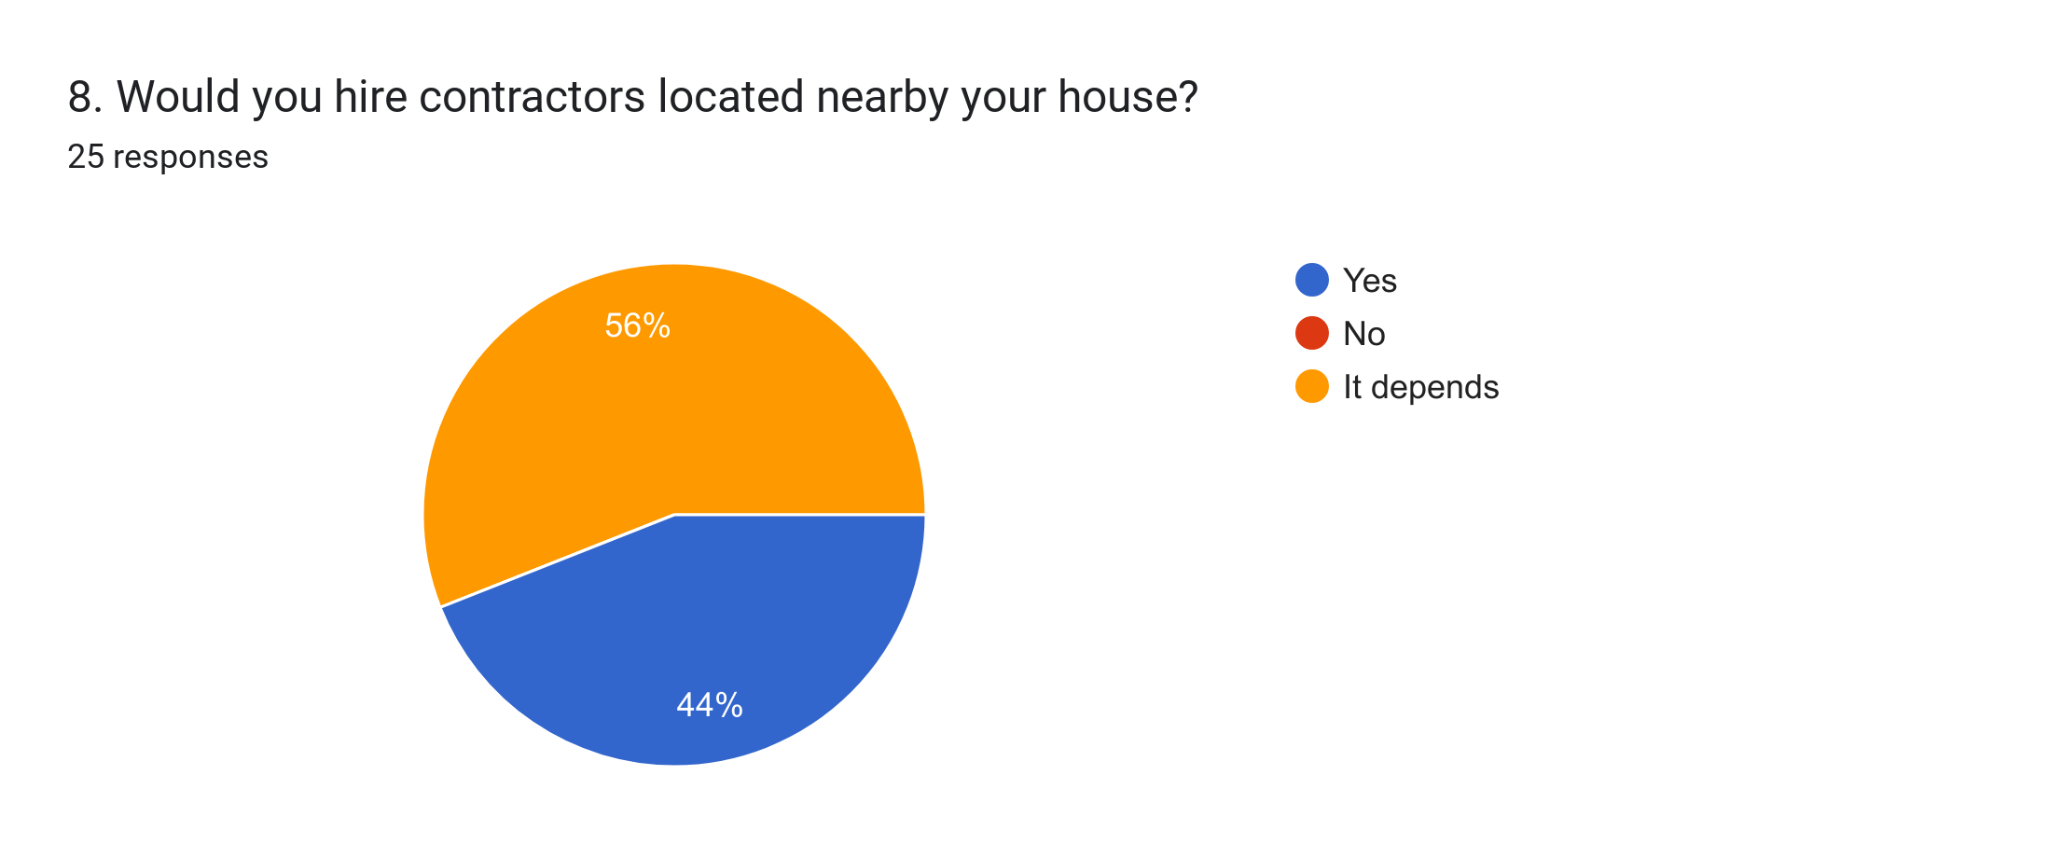 8. Would you hire contractors located nearby your house?
25 responses
56%
44%
Yes
No
It depends